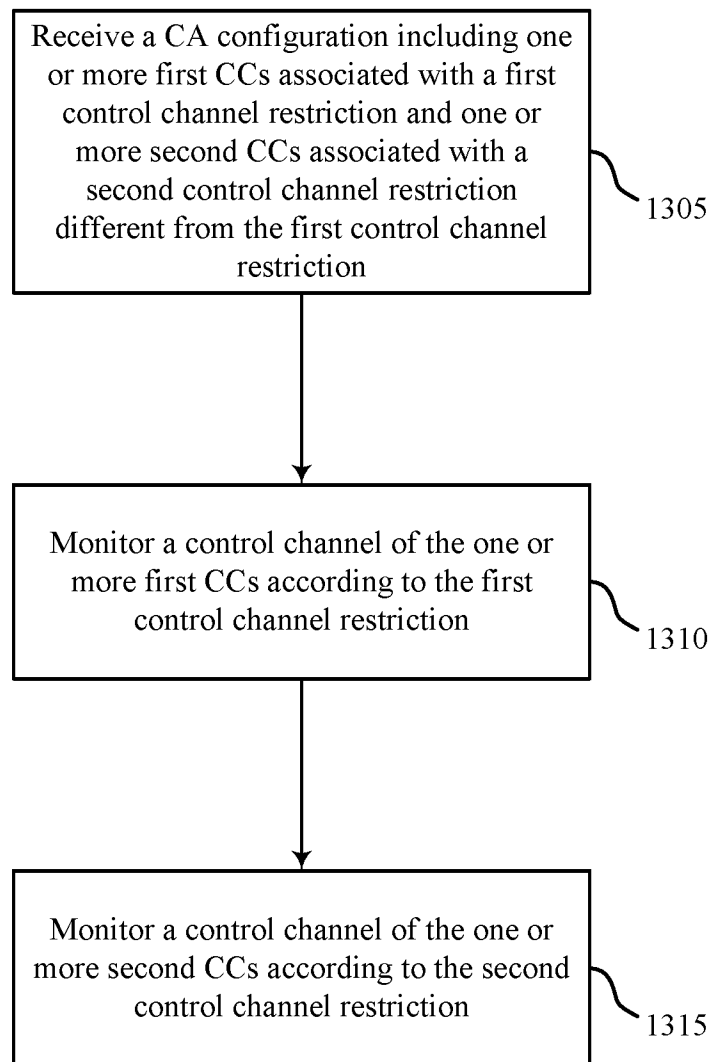 Receive a CA configuration including one
or more first CCs associated with a first
control channel restriction and one or
more second CCs associated with a
second control channel restriction
different from the first control channel
restriction
1305
Monitor a control channel of the one or
more first CCs according to the first
control channel restriction
1310
Monitor a control channel of the one or
more second CCs according to the second
control channel restriction
1315